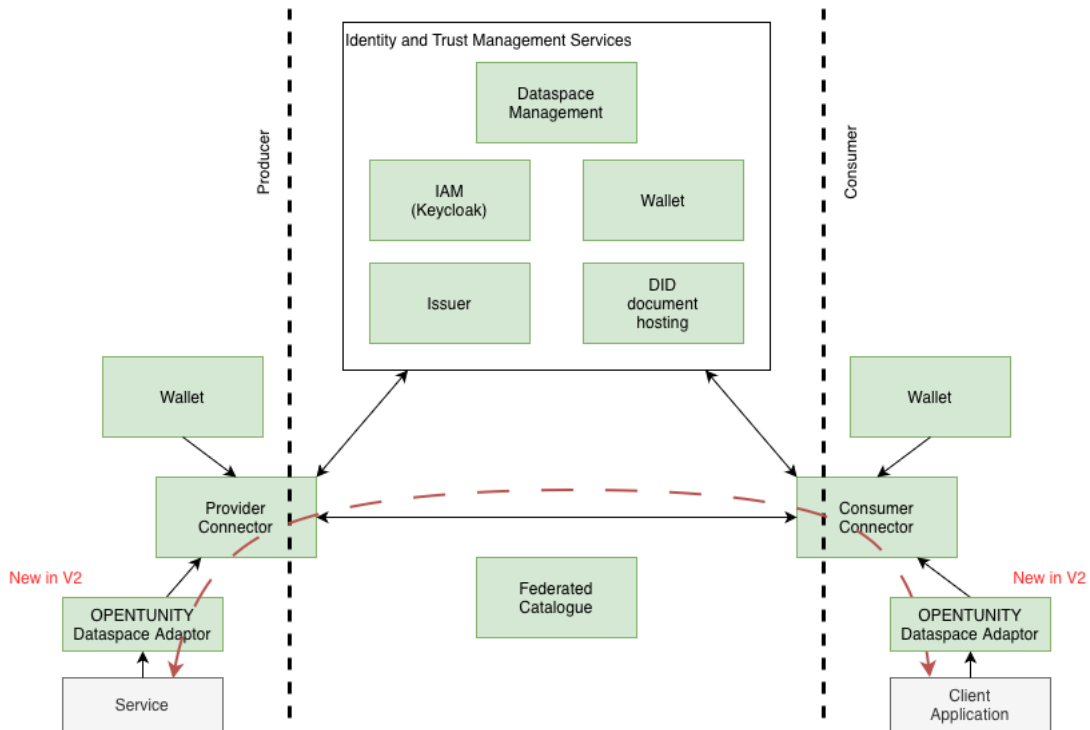 Identity and Trust Management Services
Dataspace
Management
Producer
Consumer
IAM
(Keycloak)
Wallet
Issuer
DID
document
hosting
Wallet
Wallet
Provider
Connector
Consumer
Connector
New in V2
New in V2
Federated
Catalogue
OPENTUNITY
Dataspace Adaptor
OPENTUNITY
Dataspace Adaptor
Service
Client
Application